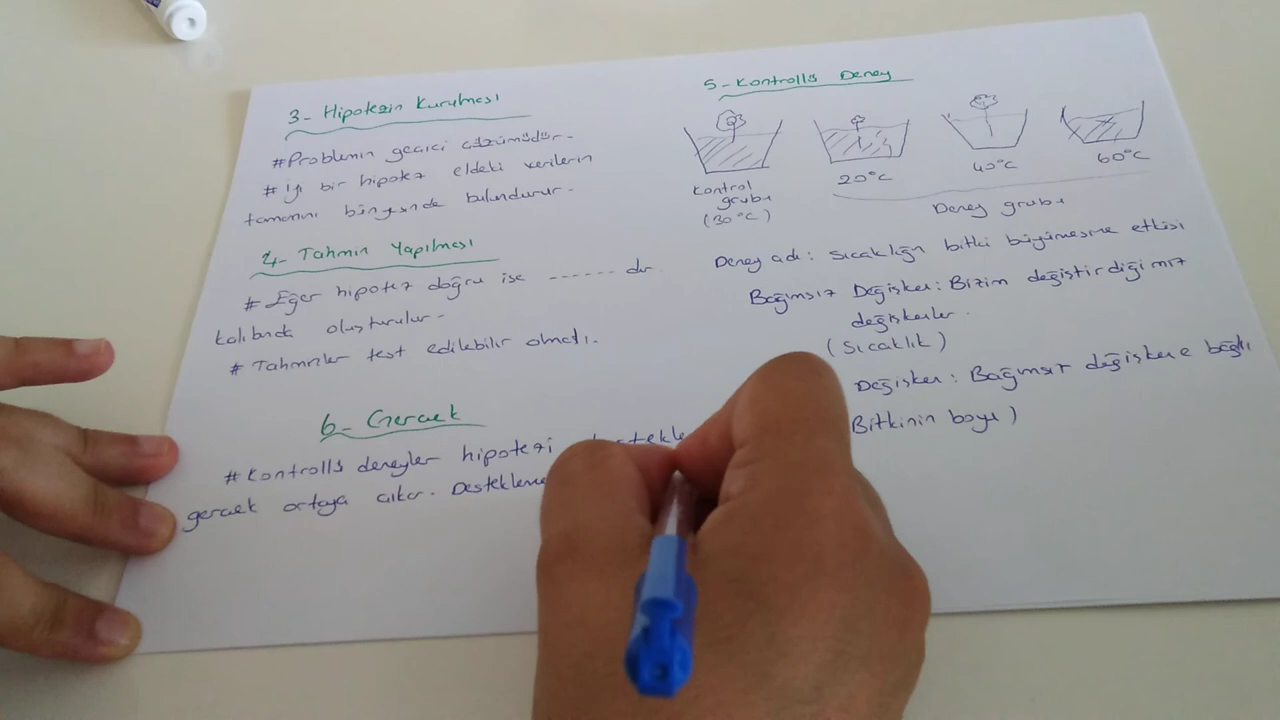 3- Hipotezin Kurulması
#Problemin geçici çözümüdür.
# İyi bir hipotez eldeki verilerin
tamamını bünyesinde bulundurur.
4- Tahmin Yapılması
# Eğer hipotez doğru ise ------ dır
kalıbında oluşturulur.
# Tahminler test edilebilir olmalı.
6- Gerçek
#Kontrollü deneyler hipotezi
gerçek ortaya çıkar.
5- Kontrollü Deney
Kontrol
grubu
(30°C)
20°C
40°C
60°C
Deney grubu
Deney adı: Sıcaklığın bitki büyümesine etkisi
Bağımsız Değişken: Bizim değiştirdiğimiz
değişkenler.
(Sıcaklık)
Değişken: Bağımsız değişkene bağlı
Bitkinin boyu)